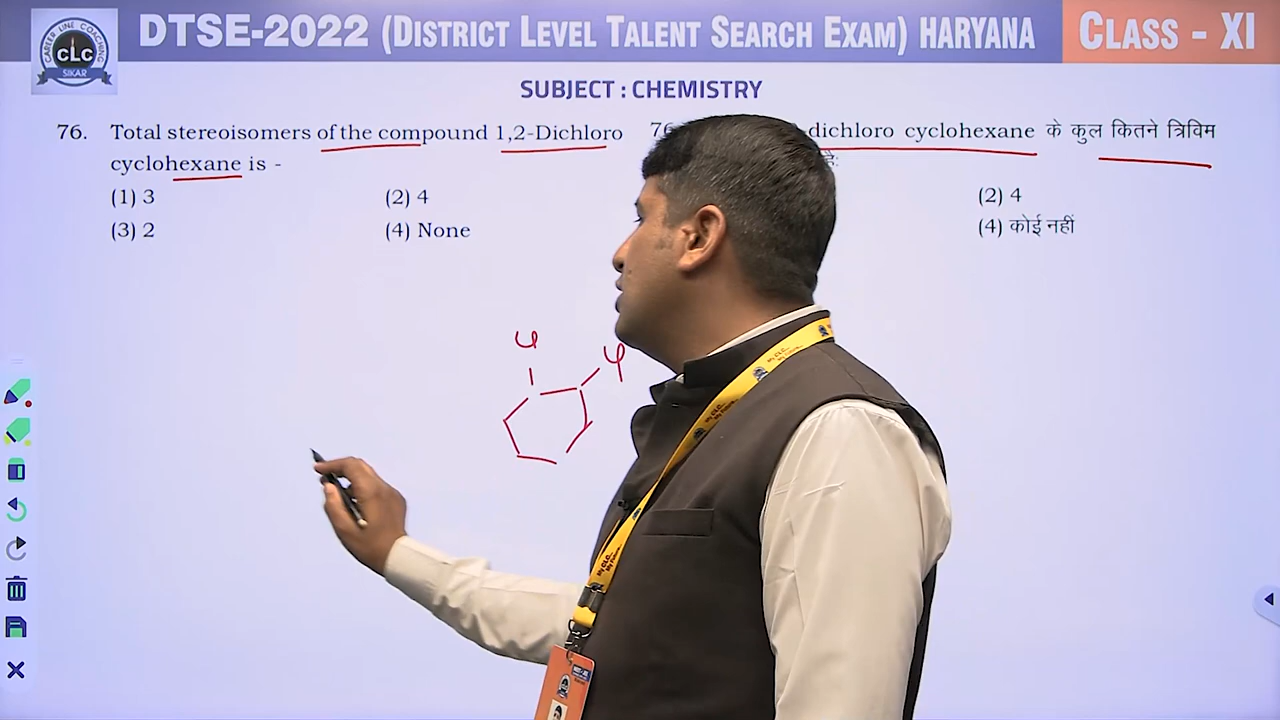 DTSE-2022 (DISTRICT LEVEL TALENT SEARCH EXAM) HARYANA
CLASS - XI
CAREER LINE COACHING
CLC
SIKAR
SUBJECT : CHEMISTRY
76. Total stereoisomers of the compound 1,2-Dichloro
cyclohexane is -
(1) 3 (2) 4
(3) 2 (4) None
dichloro cyclohexane के कुल कितने त्रिविम
(2) 4
(4) कोई नहीं